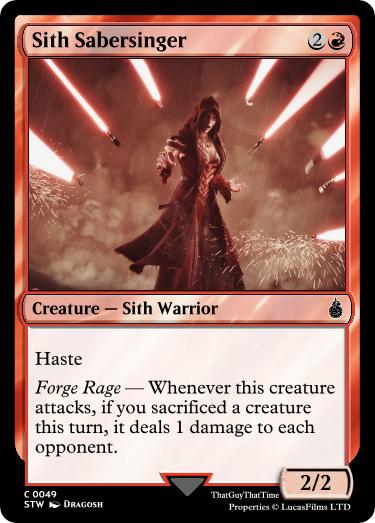 Sith Sabersinger 2
Creature — Sith Warrior
Haste
Forge Rage — Whenever this creature
attacks, if you sacrificed a creature
this turn, it deals 1 damage to each
opponent.
2/2
C 0049
STW Dragosh
ThatGuyThatTime
Properties © LucasFilms LTD